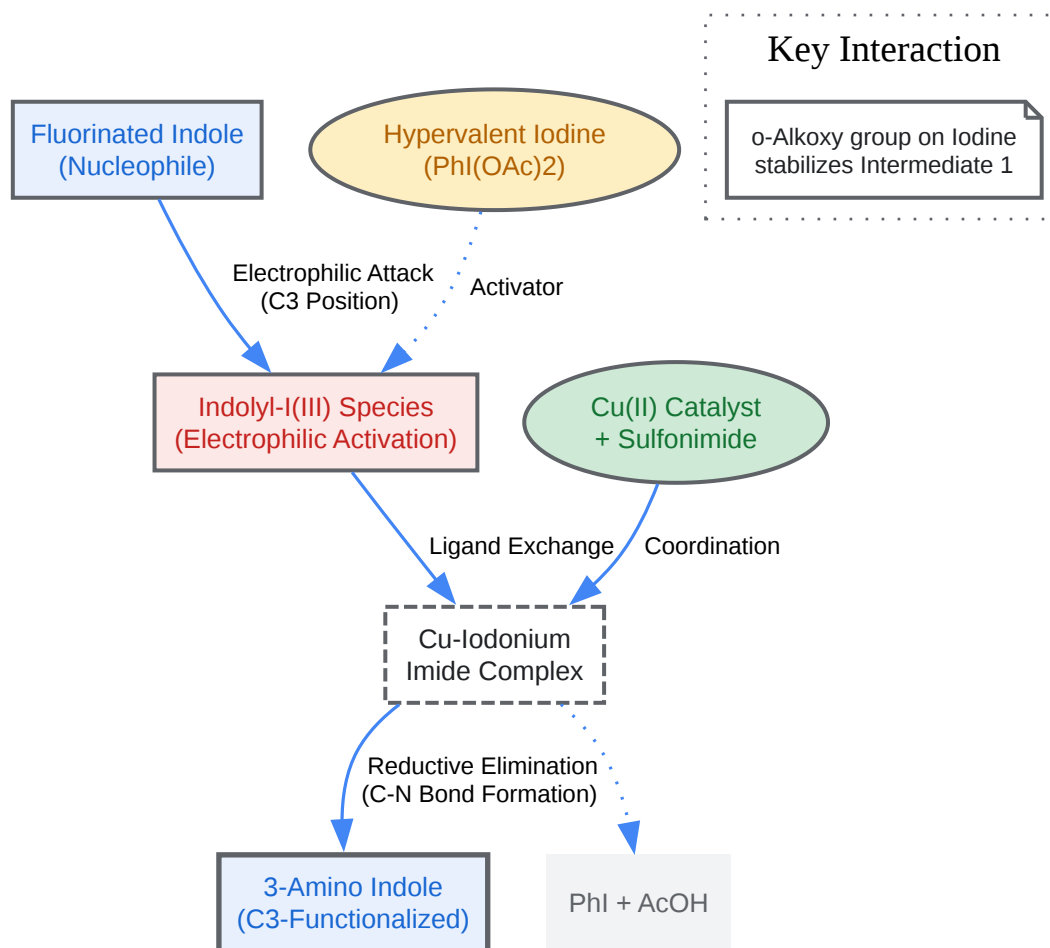 Key Interaction
Fluorinated Indole
(Nucleophile)
Hypervalent Iodine
(PhI(OAc)2)
o-Alkoxy group on Iodine
stabilizes Intermediate 1
Electrophilic Attack
(C3 Position)
Activator
Indolyl-I(III) Species
(Electrophilic Activation)
Cu(II) Catalyst
+ Sulfonimide
Ligand Exchange
Coordination
Cu-Iodonium
Imide Complex
Reductive Elimination
(C-N Bond Formation)
3-Amino Indole
(C3-Functionalized)
PhI + AcOH